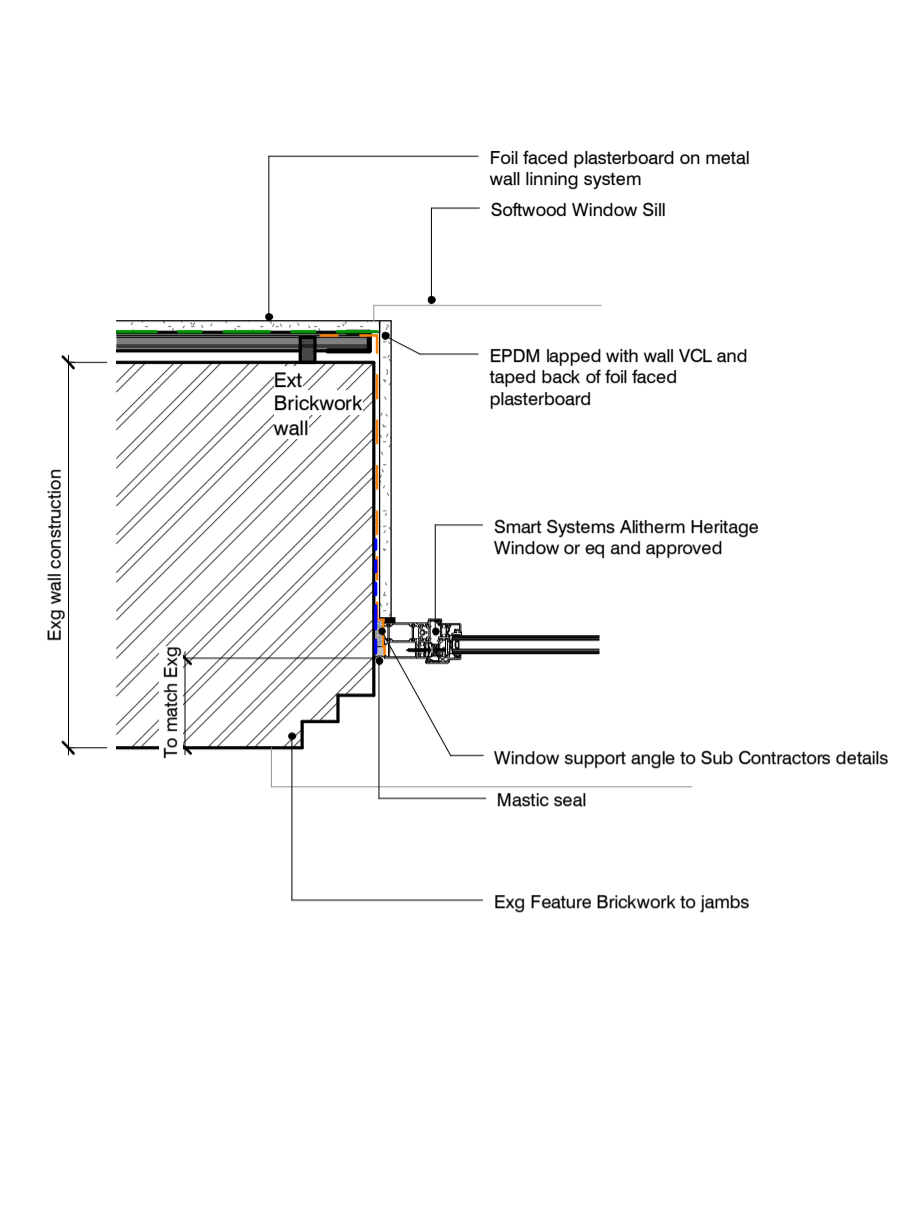 Foil faced plasterboard on metal
wall linning system
Softwood Window Sill
EPDM lapped with wall VCL and
taped back of foil faced
plasterboard
Ext
Brickwork
wall
Exg wall construction
Smart Systems Alitherm Heritage
Window or eq and approved
To match Exg
Window support angle to Sub Contractors details
Mastic seal
Exg Feature Brickwork to jambs